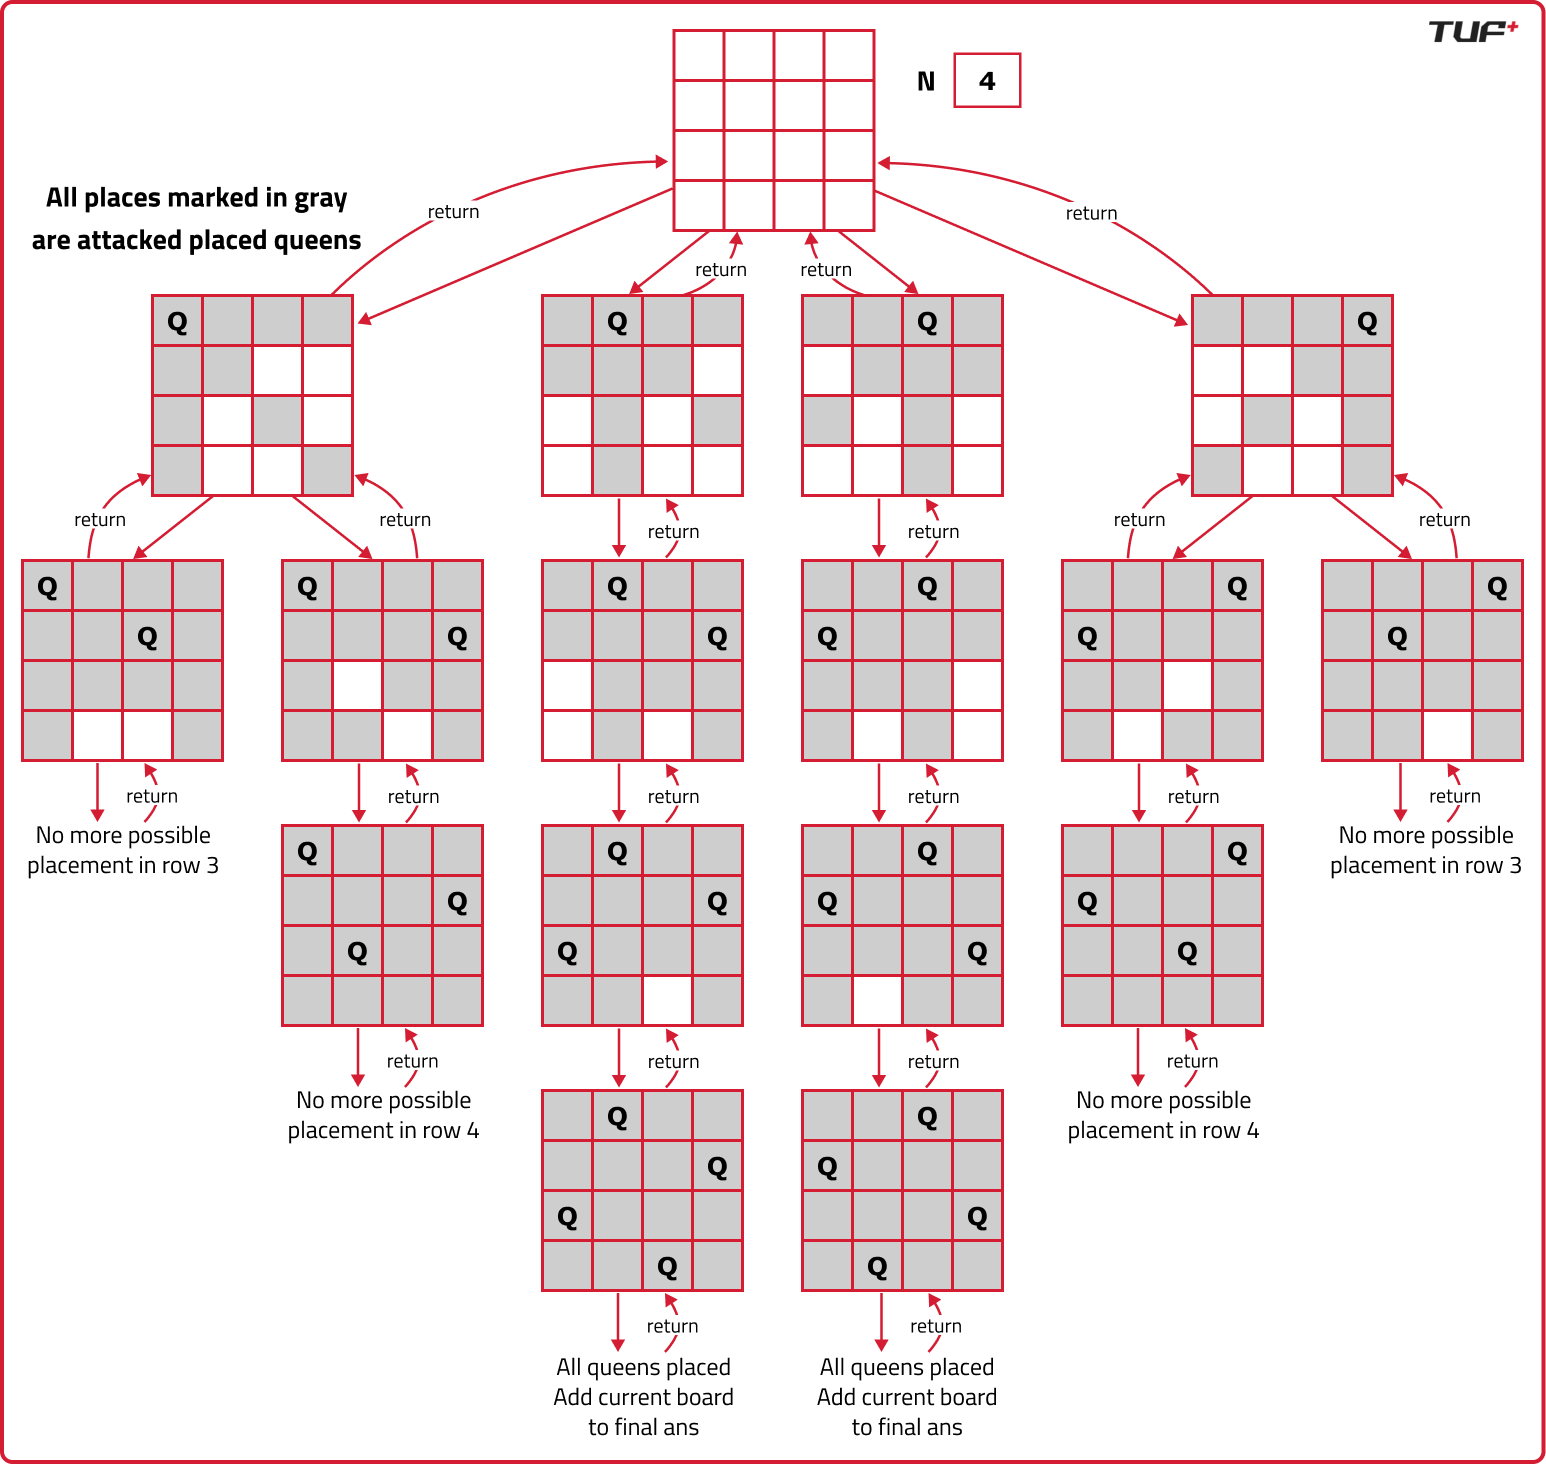 TUF+
N 4
All places marked in gray
are attacked placed queens
return
return
return
return
Q
Q
Q
Q
return
return
return
return
return
return
Q
Q
Q
Q
Q
Q
Q
Q
Q
Q
Q
Q
return
return
return
return
return
return
No more possible
placement in row 3
No more possible
placement in row 3
Q
Q
Q
Q
Q
Q
Q
Q
Q
Q
Q
Q
return
return
return
return
No more possible
placement in row 4
No more possible
placement in row 4
Q
Q
Q
Q
Q
Q
Q
Q
return
return
All queens placed
Add current board
to final ans
All queens placed
Add current board
to final ans